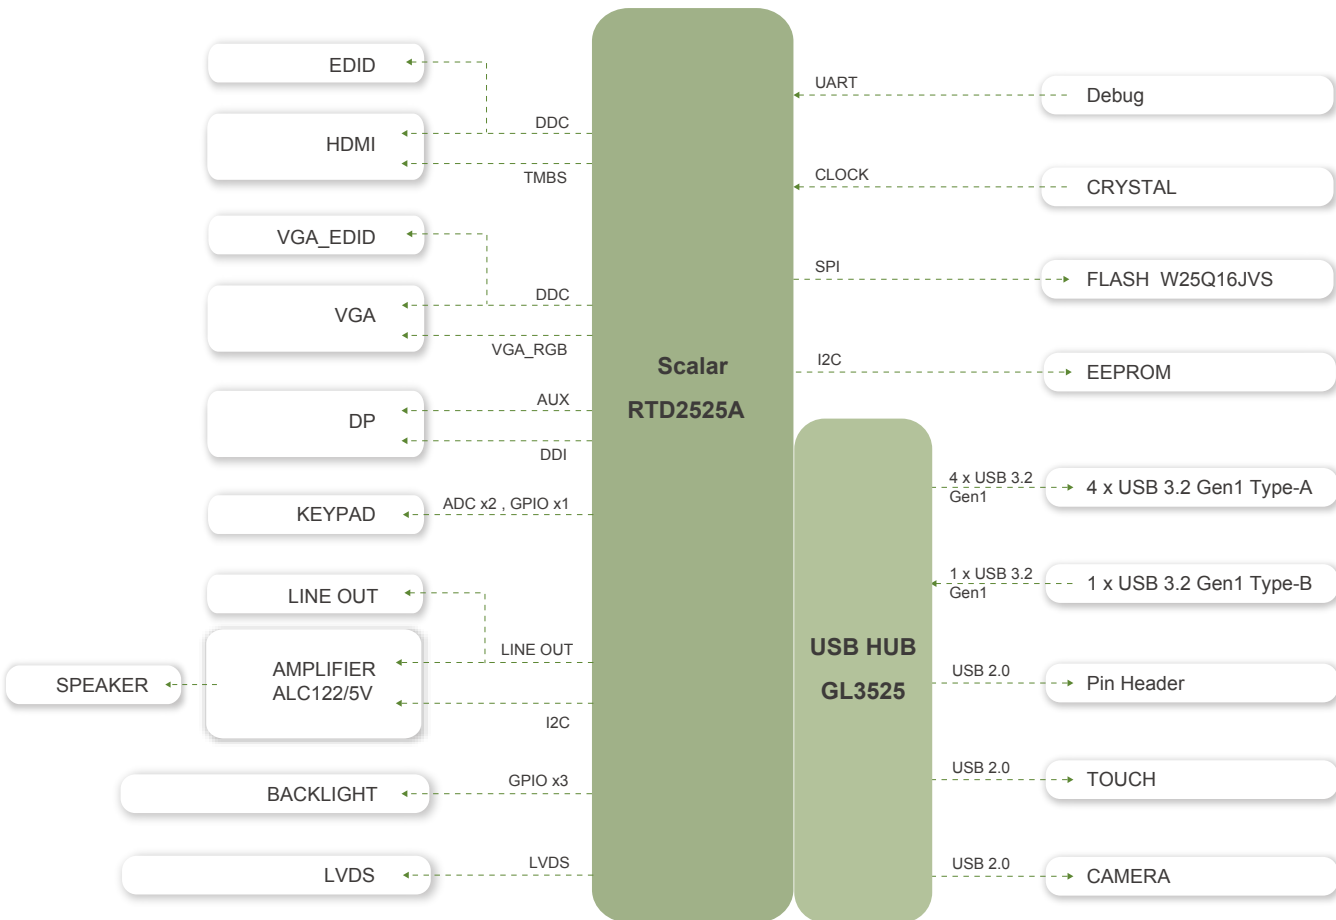 EDID
HDMI
DDC
TMBS
VGA_EDID
VGA
DDC
VGA_RGB
DP
AUX
DDI
KEYPAD
ADC x2 , GPIO x1
LINE OUT
LINE OUT
AMPLIFIER
ALC122/5V
SPEAKER
I2C
BACKLIGHT
GPIO x3
LVDS
LVDS
Scalar
RTD2525A
UART
Debug
CLOCK
CRYSTAL
SPI
FLASH W25Q16JVS
I2C
EEPROM
USB HUB
GL3525
4 x USB 3.2
Gen1
4 x USB 3.2 Gen1 Type-A
1 x USB 3.2
Gen1
1 x USB 3.2 Gen1 Type-B
USB 2.0
Pin Header
USB 2.0
TOUCH
USB 2.0
CAMERA